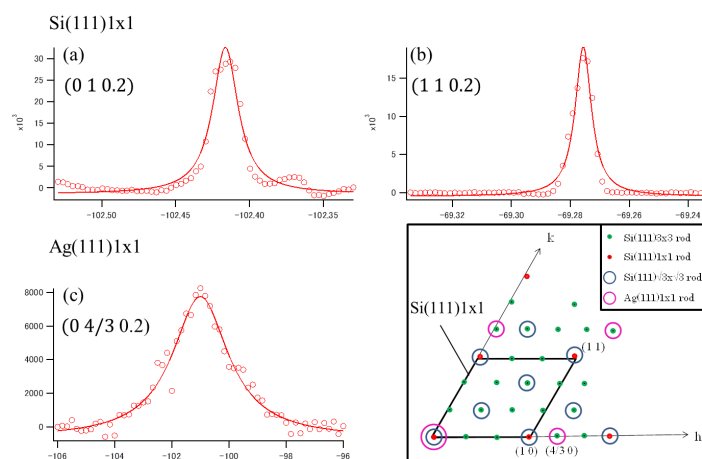 Si(111)1x1
(a)
(0 1 0.2)
30
20
10
0
x10³
−102.50
−102.45
−102.40
−102.35
(b)
(1 1 0.2)
15
10
5
0
x10³
−69.32
−69.30
−69.28
−69.26
−69.24
Ag(111)1x1
(c)
(0 4/3 0.2)
8000
6000
4000
2000
0
−106
−104
−102
−100
−98
−96
k
Si(111)3x3 rod
Si(111)1x1 rod
Si(111)√3x√3 rod
Ag(111)1x1 rod
Si(111)1x1
(1 1)
h
(1 0)
(4/3 0)